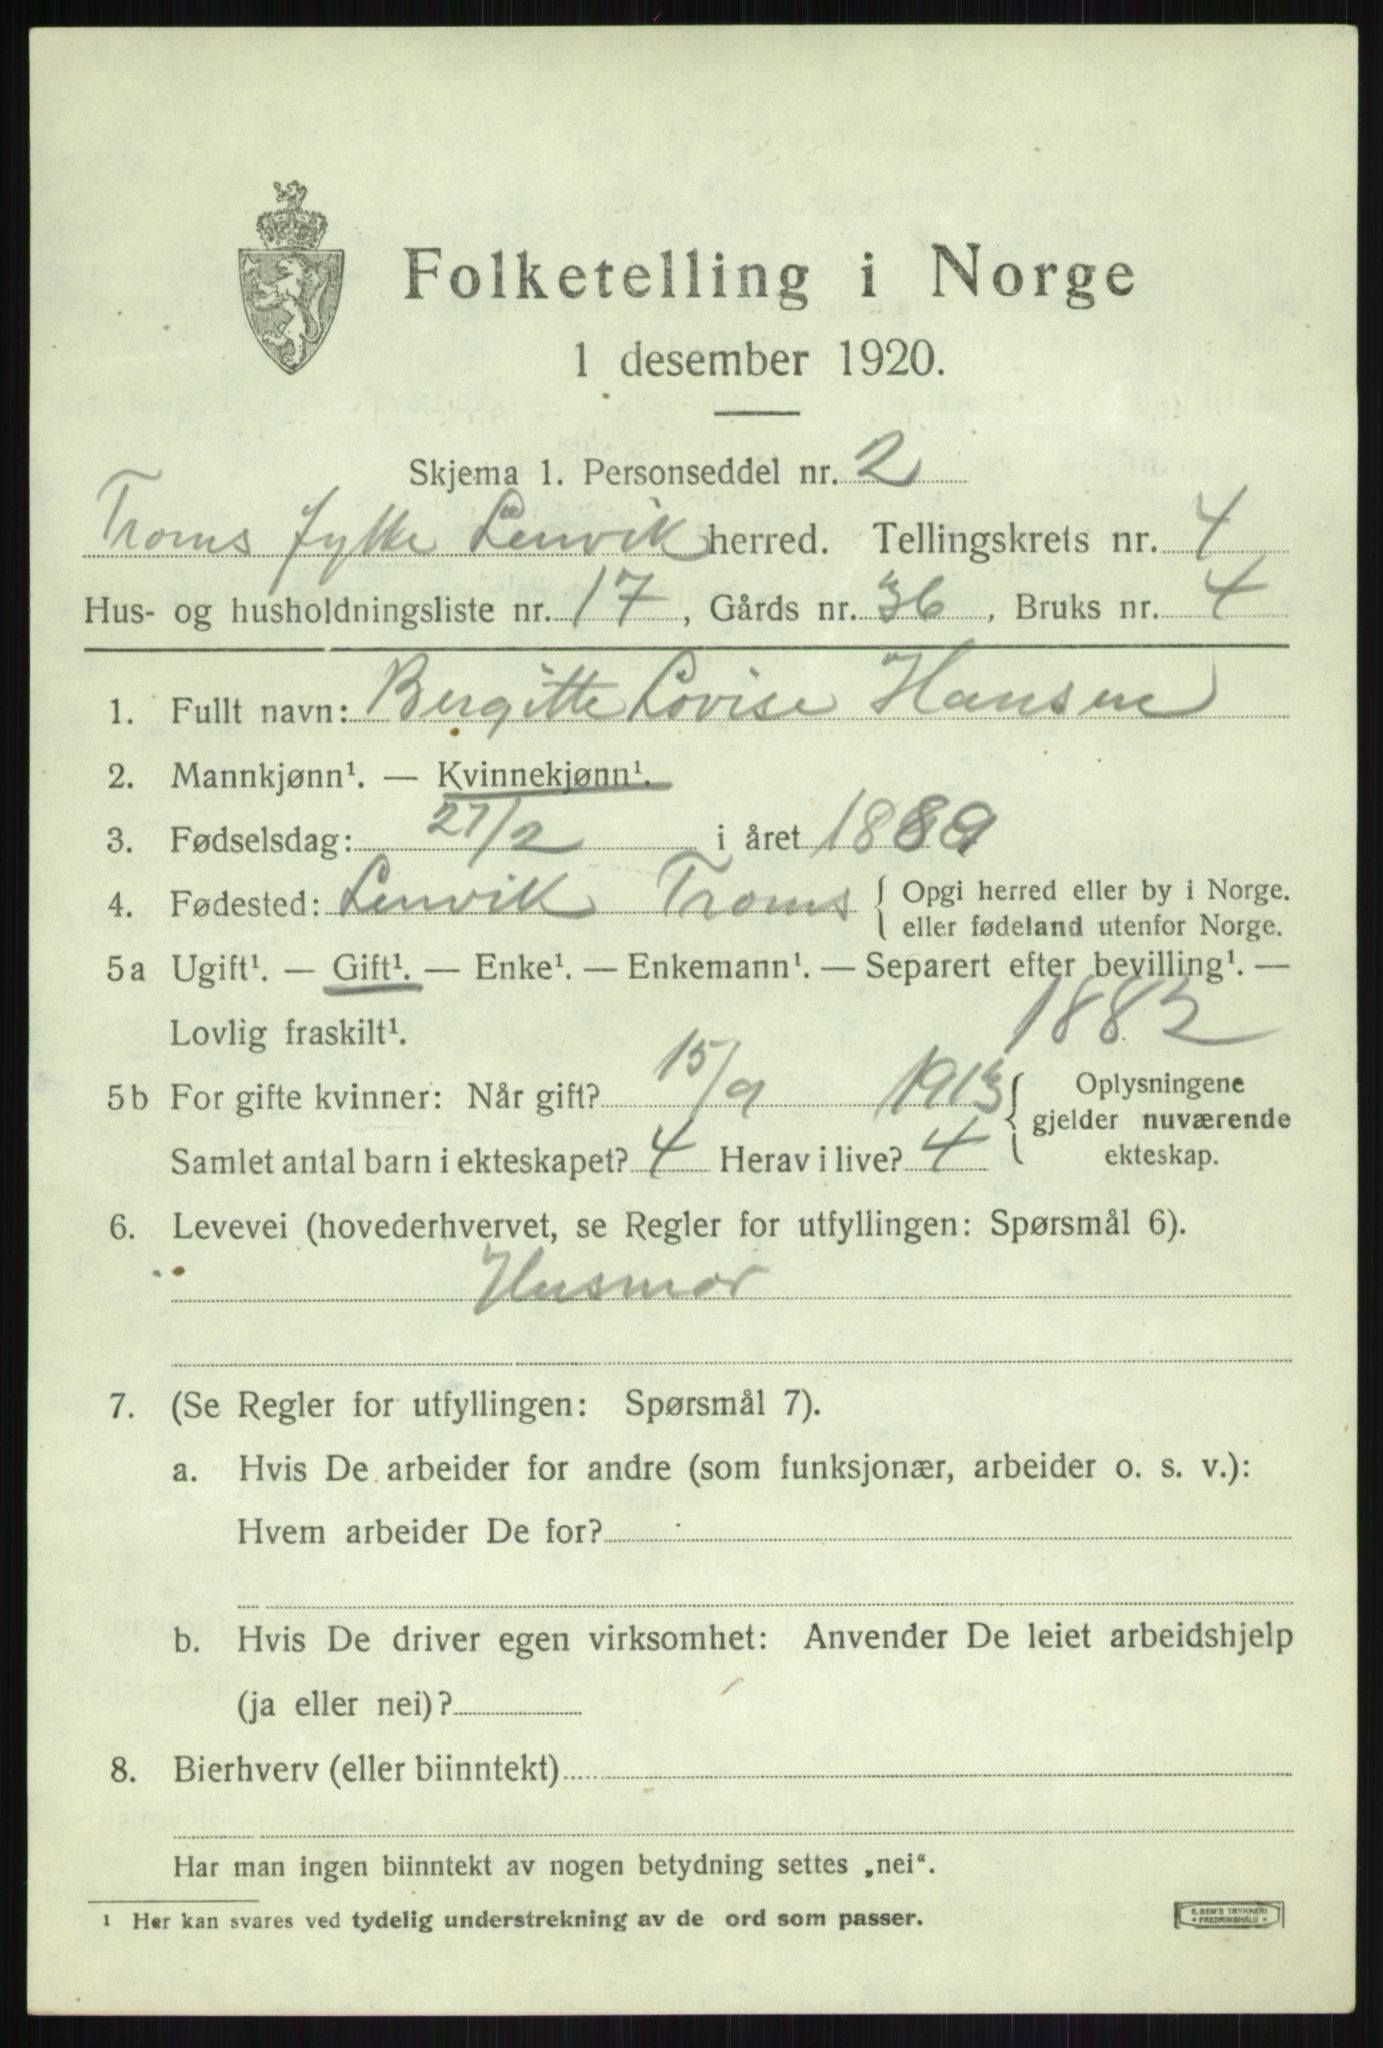 Folketelling i Norge
1 desember 1920.
Skjema 1. Personseddel nr. 2
Troms fylke Lenvik herred. Tellingskrets nr. 4
Hus- og husholdningsliste nr. 17, Gårds nr. 36, Bruks nr. 4
1. Fullt navn: Bergitte Lovise Hansen
2. Mannkjønn¹. — Kvinnekjønn¹.
3. Fødselsdag: 27/2 i året 1889
4. Fødested: Lenvik Troms { Opgi herred eller by i Norge.
eller fødeland utenfor Norge.
5a Ugift¹. — Gift¹. — Enke¹. — Enkemann¹. — Separert efter bevilling¹. —
Lovlig fraskilt¹. 1882
5b For gifte kvinner: Når gift? 15/9 1913 { Oplysningene
gjelder nuværende
Samlet antal barn i ekteskapet? 4 Herav i live? 4 ekteskap.
6. Levevei (hovederhvervet, se Regler for utfyllingen: Spørsmål 6).
Husmor
7. (Se Regler for utfyllingen: Spørsmål 7).
a. Hvis De arbeider for andre (som funksjonær, arbeider o. s. v.):
Hvem arbeider De for?
b. Hvis De driver egen virksomhet: Anvender De leiet arbeidshjelp
(ja eller nei)?
8. Bierhverv (eller biinntekt)
Har man ingen biinntekt av nogen betydning settes „nei“.
¹ Her kan svares ved tydelig understrekning av de ord som passer.
E. SEM'S TRYKKERI
• FREDRIKSHALD •